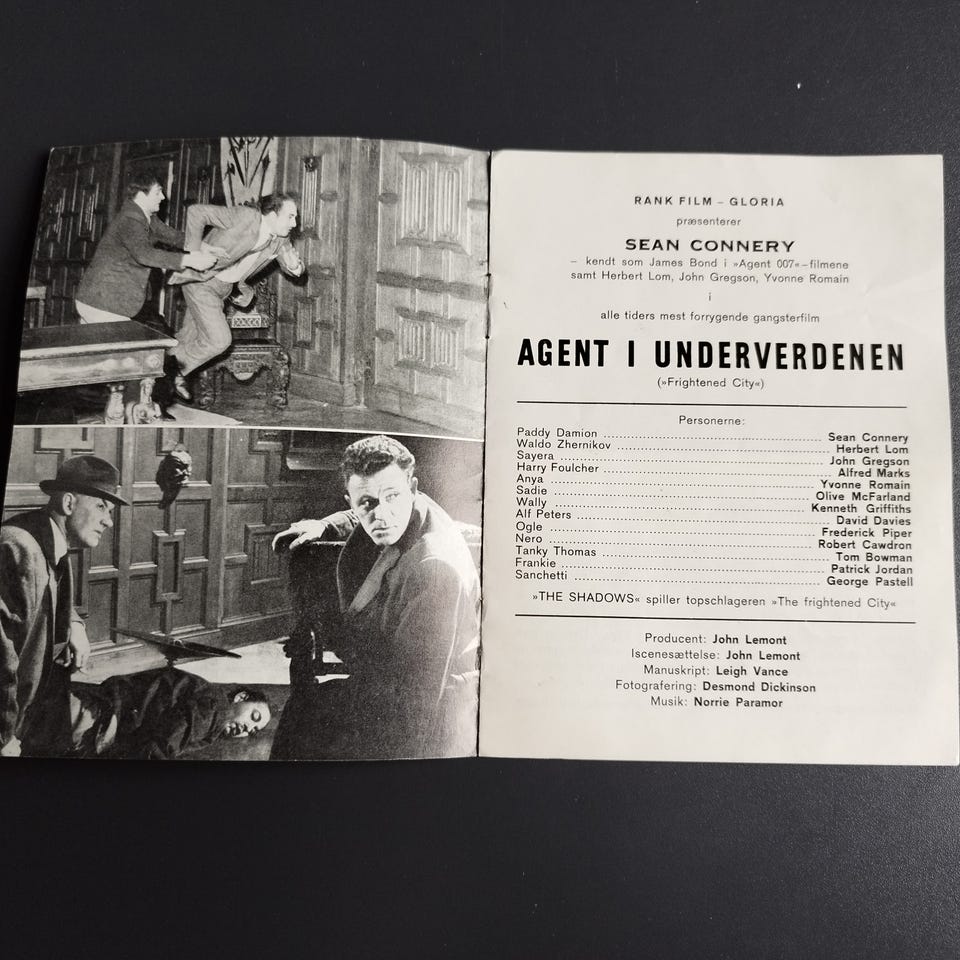 RANK FILM – GLORIA
præsenterer
SEAN CONNERY
– kendt som James Bond i »Agent 007«–filmene
samt Herbert Lom, John Gregson, Yvonne Romain
i
alle tiders mest forrygende gangsterfilm
AGENT I UNDERVERDENEN
(»Frightened City«)
Personerne:
Paddy Damion ........ Sean Connery
Waldo Zhernikov ........ Herbert Lom
Sayera ........ John Gregson
Harry Foulcher ........ Alfred Marks
Anya ........ Yvonne Romain
Sadie ........ Olive McFarland
Wally ........ Kenneth Griffiths
Alf Peters ........ David Davies
Ogle ........ Frederick Piper
Nero ........ Robert Cawdron
Tanky Thomas ........ Tom Bowman
Frankie ........ Patrick Jordan
Sanchetti ........ George Pastell
»THE SHADOWS« spiller topschlageren »The frightened City«
Producent: John Lemont
Iscenesættelse: John Lemont
Manuskript: Leigh Vance
Fotografering: Desmond Dickinson
Musik: Norrie Paramor